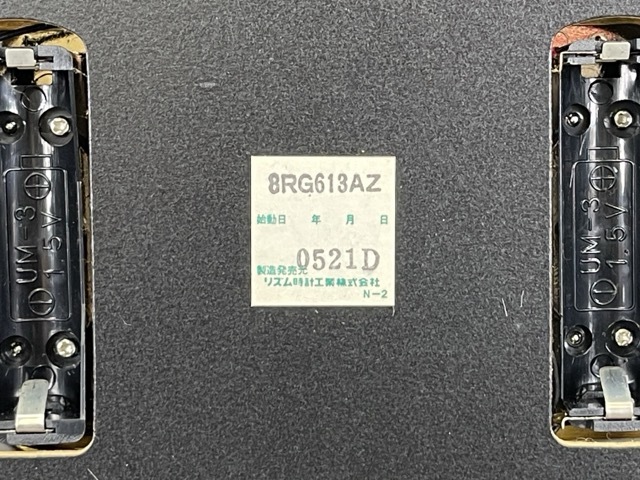 8RG613AZ
始動日 年 月 日
0521D
製造発売元
リズム時計工業株式会社
N-2
UM-3
1.5V
UM-3
1.5V